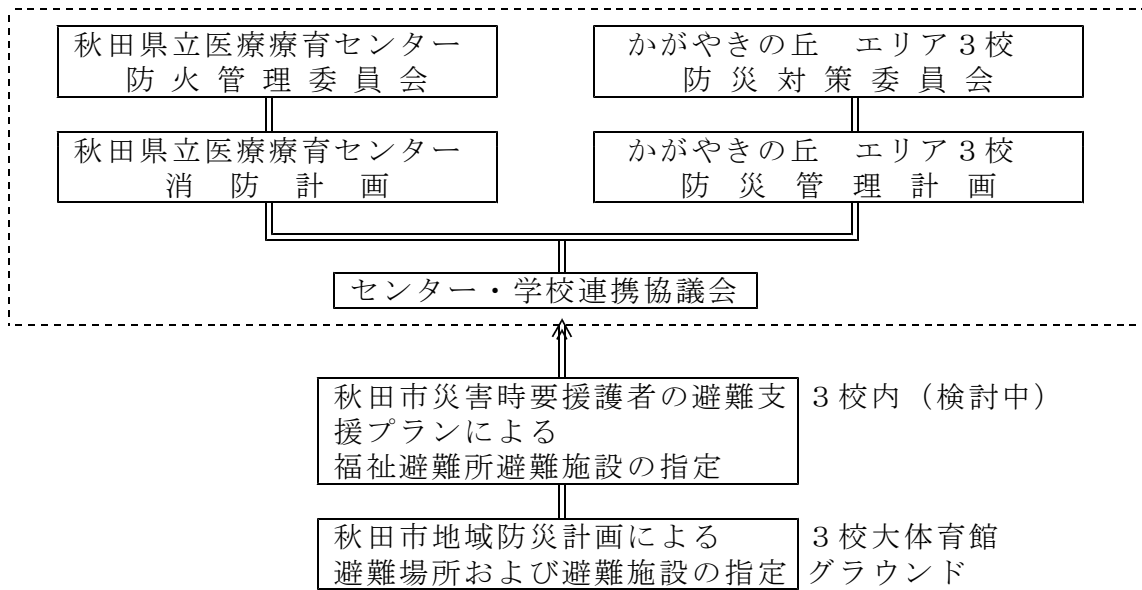 秋田県立医療療育センター
防火管理委員会
かがやきの丘　エリア３校
防災対策委員会
秋田県立医療療育センター
消防計画
かがやきの丘　エリア３校
防災管理計画
センター・学校連携協議会
秋田市災害時要援護者の避難支
援プランによる
福祉避難所避難施設の指定
３校内（検討中）
秋田市地域防災計画による
避難場所および避難施設の指定
３校大体育館
グラウンド